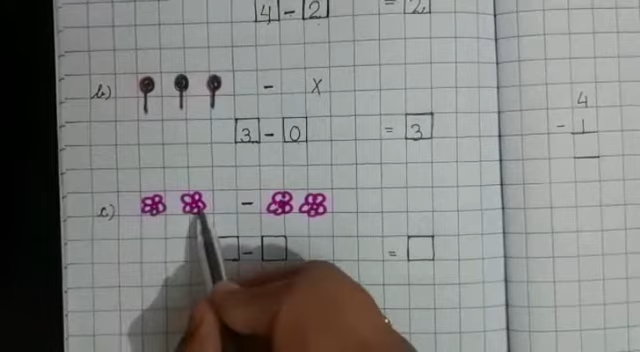 4 - 2 = 2
b) - x
3 - 0 = 3
c) -
- =
4
- 1